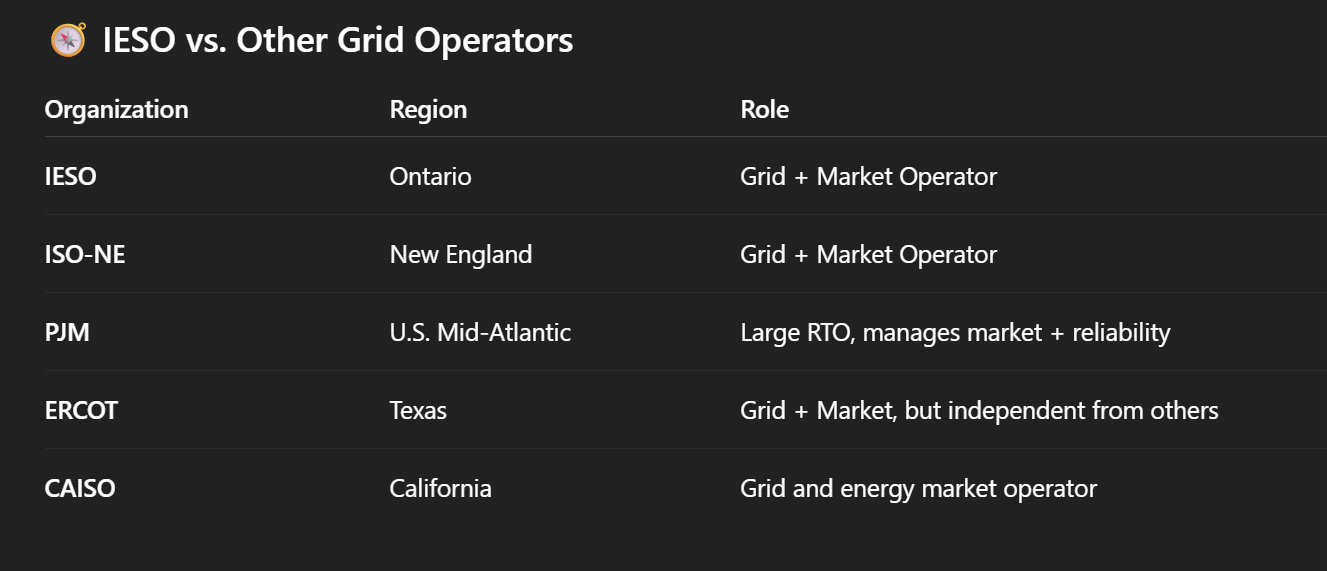 IESO vs. Other Grid Operators
Organization Region Role
IESO Ontario Grid + Market Operator
ISO-NE New England Grid + Market Operator
PJM U.S. Mid-Atlantic Large RTO, manages market + reliability
ERCOT Texas Grid + Market, but independent from others
CAISO California Grid and energy market operator